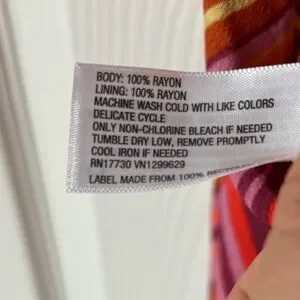 BODY: 100% RAYON
LINING: 100% RAYON
MACHINE WASH COLD WITH LIKE COLORS
DELICATE CYCLE
ONLY NON-CHLORINE BLEACH IF NEEDED
TUMBLE DRY LOW, REMOVE PROMPTLY
COOL IRON IF NEEDED
RN17730 VN1299629
LABEL MADE FROM 100%